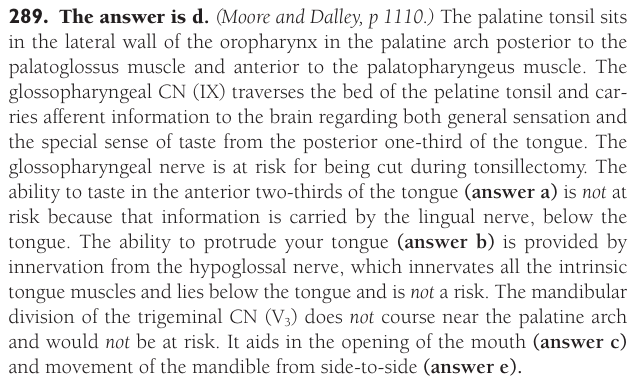 289. The answer is d. (Moore and Dalley, p 1110.) The palatine tonsil sits
in the lateral wall of the oropharynx in the palatine arch posterior to the
palatoglossus muscle and anterior to the palatopharyngeus muscle. The
glossopharyngeal CN (IX) traverses the bed of the pelatine tonsil and car-
ries afferent information to the brain regarding both general sensation and
the special sense of taste from the posterior one-third of the tongue. The
glossopharyngeal nerve is at risk for being cut during tonsillectomy. The
ability to taste in the anterior two-thirds of the tongue (answer a) is not at
risk because that information is carried by the lingual nerve, below the
tongue. The ability to protrude your tongue (answer b) is provided by
innervation from the hypoglossal nerve, which innervates all the intrinsic
tongue muscles and lies below the tongue and is not a risk. The mandibular
division of the trigeminal CN (V₃) does not course near the palatine arch
and would not be at risk. It aids in the opening of the mouth (answer c)
and movement of the mandible from side-to-side (answer e).